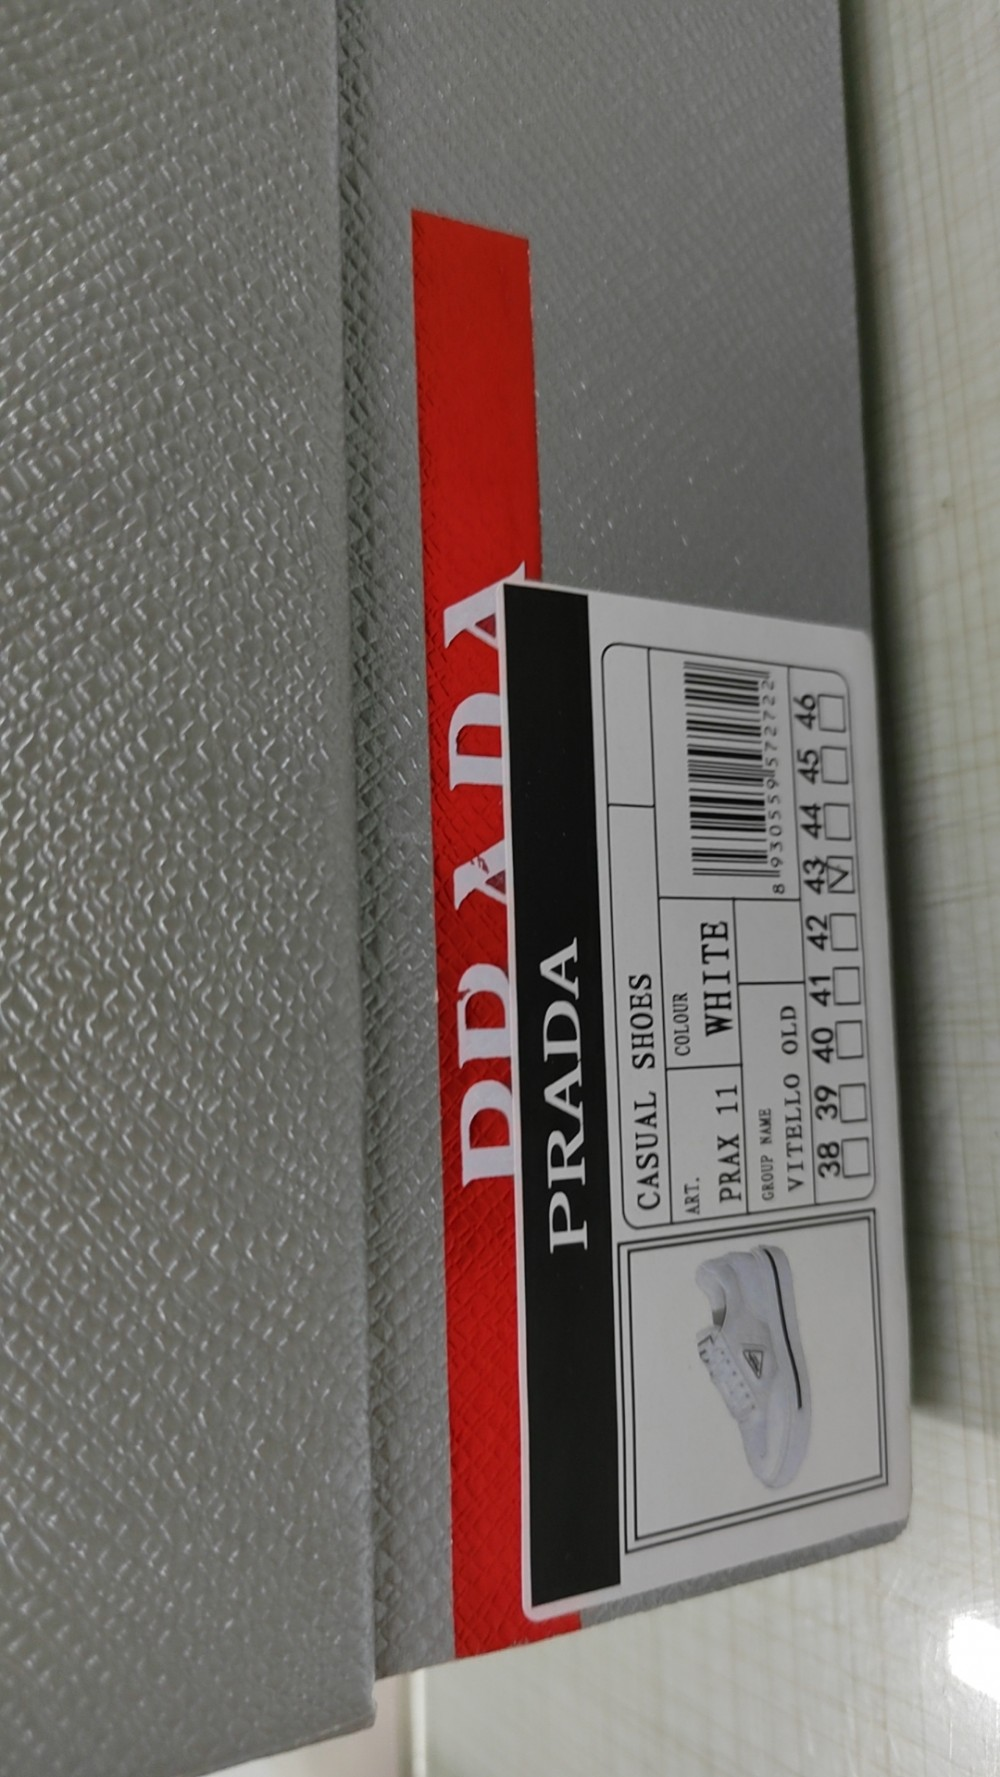 PRADA
PRADA
CASUAL SHOES
ART.
COLOUR
PRAX 11
WHITE
GROUP NAME
VITELLO OLD
8 930559 572722
38 39 40 41 42 43 44 45 46